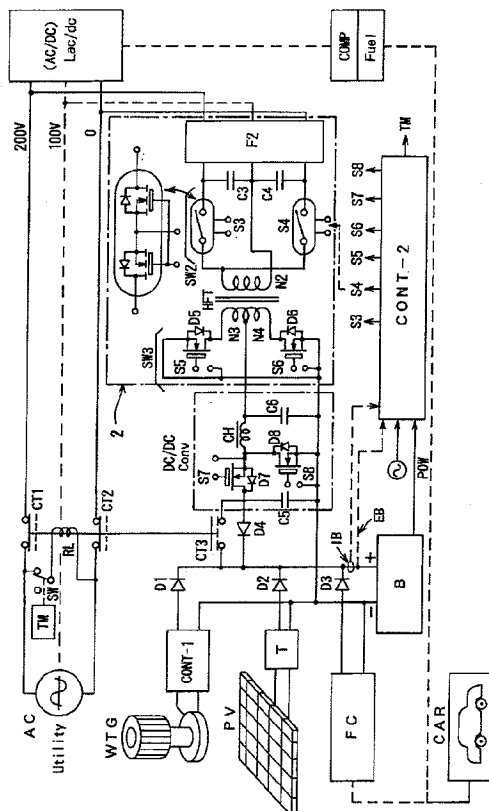 200V
100V
0
(AC/DC)
Lac/dc
COMP
Fuel
AC
Utility
TM
SW
RL
CT1
CT2
CT3
2
SW2
SW3
HFT
S3
S4
C3
C4
F2
N2
N3
N4
S5
D5
S6
D6
DC/DC
Conv
S7
D7
CH
D8
S8
C6
C5
D4
WTG
CONT-1
D1
PV
T
D2
FC
D3
IB
EB
POW
+
-
B
CAR
S3
S4
S5
S6
S7
S8
CONT-2
TM